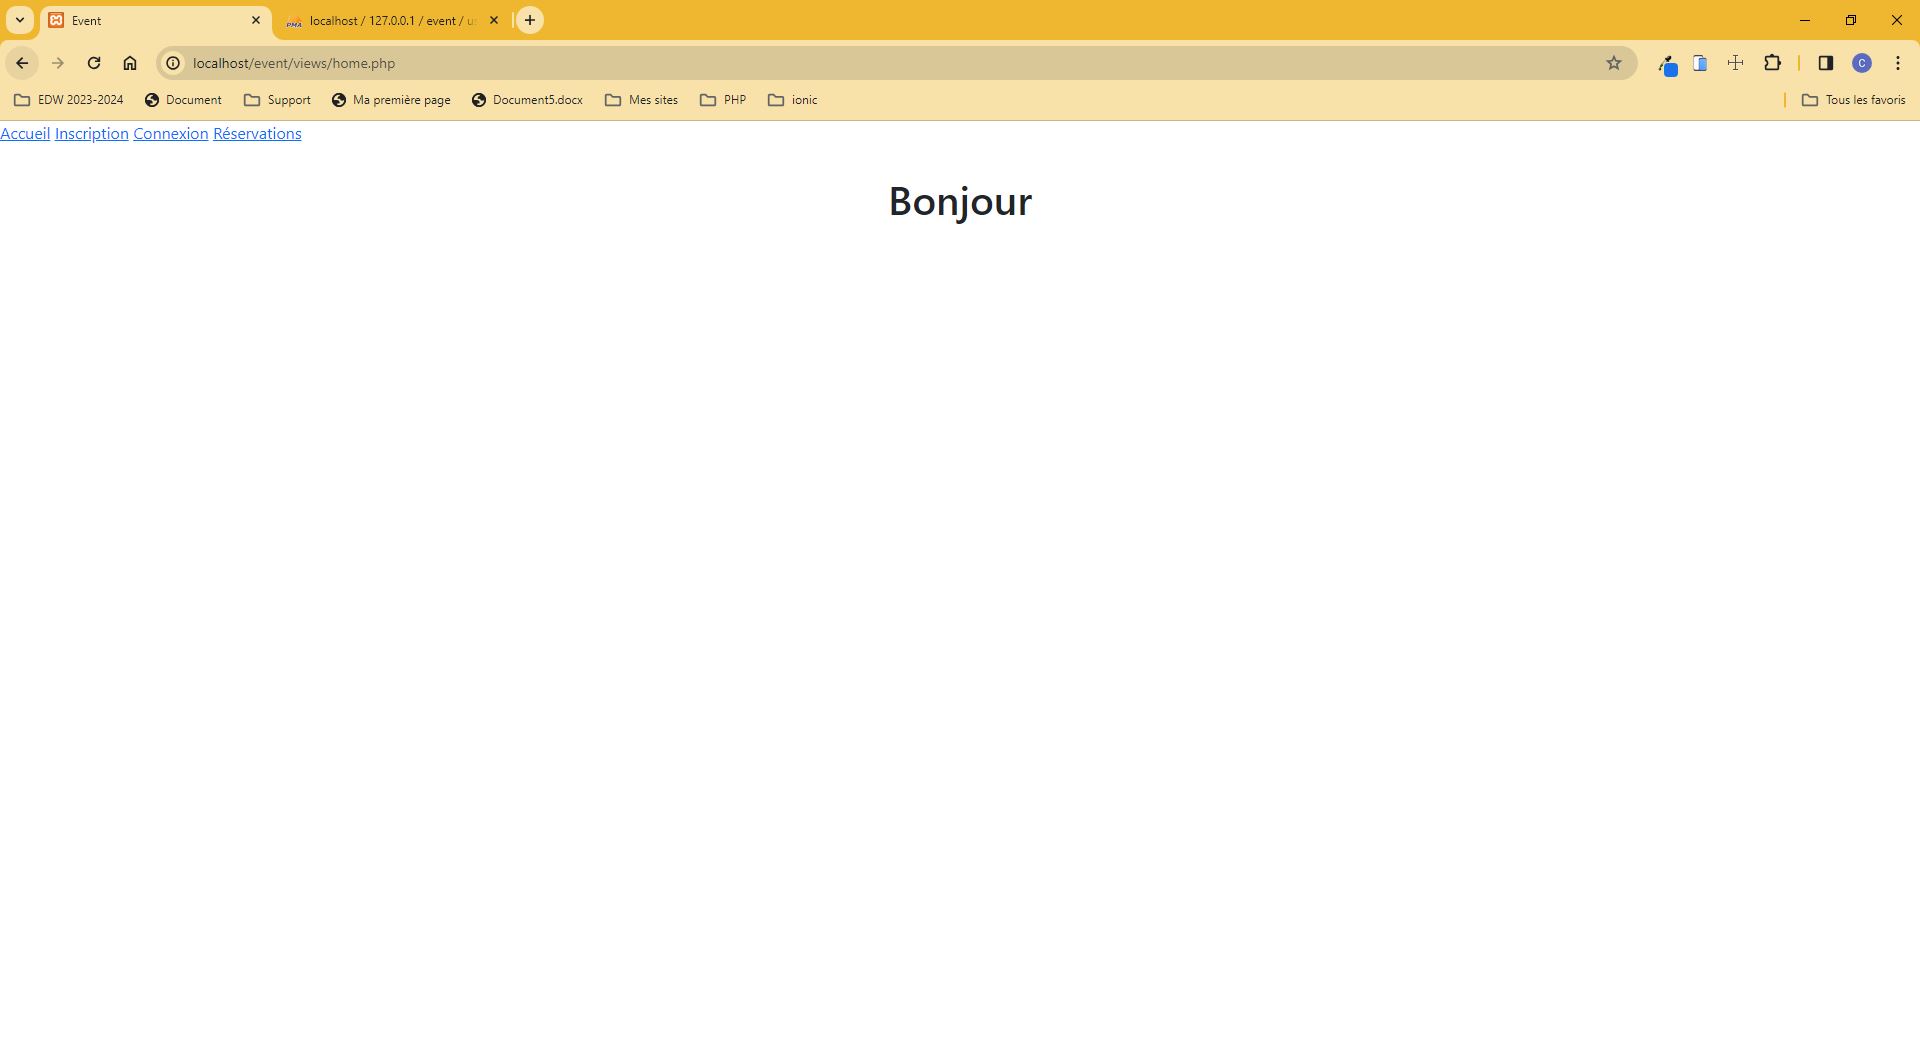 Event
localhost / 127.0.0.1 / event / u
localhost/event/views/home.php
C
EDW 2023-2024 Document Support Ma première page Document5.docx Mes sites PHP ionic Tous les favoris
Accueil Inscription Connexion Réservations
Bonjour